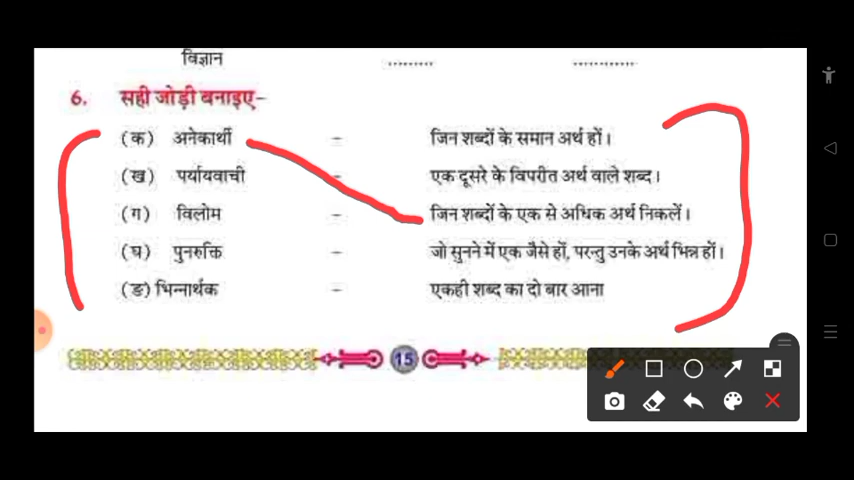 विज्ञान ......... ............
6. सही जोड़ी बनाइए-
(क) अनेकार्थी - जिन शब्दों के समान अर्थ हों।
(ख) पर्यायवाची - एक दूसरे के विपरीत अर्थ वाले शब्द।
(ग) विलोम - जिन शब्दों के एक से अधिक अर्थ निकलें।
(घ) पुनरुक्ति - जो सुनने में एक जैसे हों, परन्तु उनके अर्थ भिन्न हों।
(ङ) भिन्नार्थक - एकही शब्द का दो बार आना
15